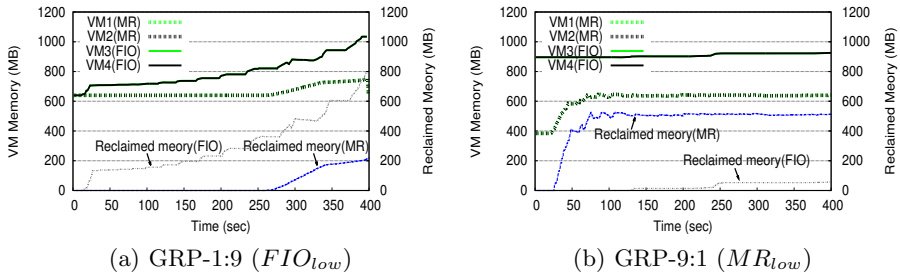 VM1(MR)
VM2(MR)
VM3(FIO)
VM4(FIO)
1200
1000
800
600
400
200
0
VM Memory (MB)
1200
1000
800
600
400
200
0
Reclaimed Meory (MB)
Reclaimed meory(FIO)
Reclaimed meory(MR)
0 50 100 150 200 250 300 350 400
Time (sec)
(a) GRP-1:9 (FIOlow)
VM1(MR)
VM2(MR)
VM3(FIO)
VM4(FIO)
1200
1000
800
600
400
200
0
VM Memory (MB)
1200
1000
800
600
400
200
0
Reclaimed Meory (MB)
Reclaimed meory(MR)
Reclaimed meory(FIO)
0 50 100 150 200 250 300 350 400
Time (sec)
(b) GRP-9:1 (MRlow)